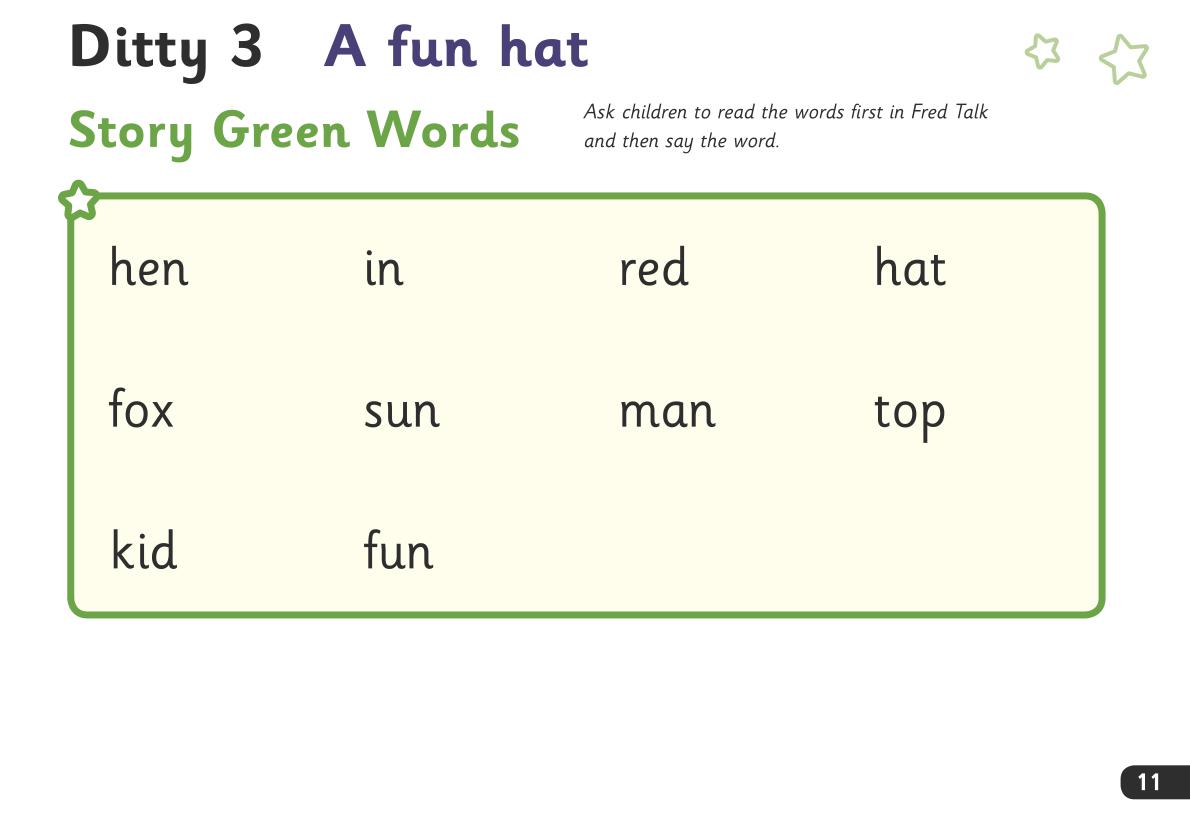 Ditty 3 A fun hat
Story Green Words
Ask children to read the words first in Fred Talk
and then say the word.
hen in red hat
fox sun man top
kid fun
11